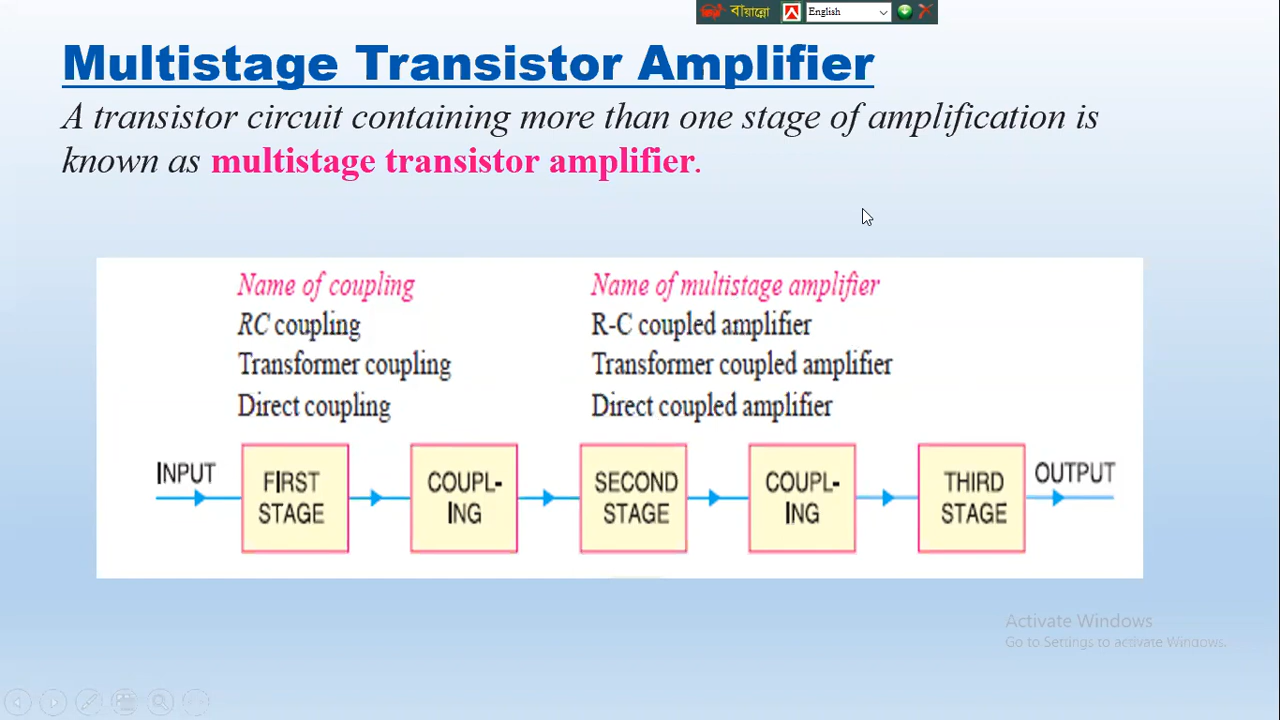 বায়ান্নো English
Multistage Transistor Amplifier
A transistor circuit containing more than one stage of amplification is
known as multistage transistor amplifier.
Name of coupling Name of multistage amplifier
RC coupling R-C coupled amplifier
Transformer coupling Transformer coupled amplifier
Direct coupling Direct coupled amplifier
INPUT
FIRST
STAGE
COUPL-
ING
SECOND
STAGE
COUPL-
ING
THIRD
STAGE
OUTPUT
Activate Windows
Go to Settings to activate Windows.